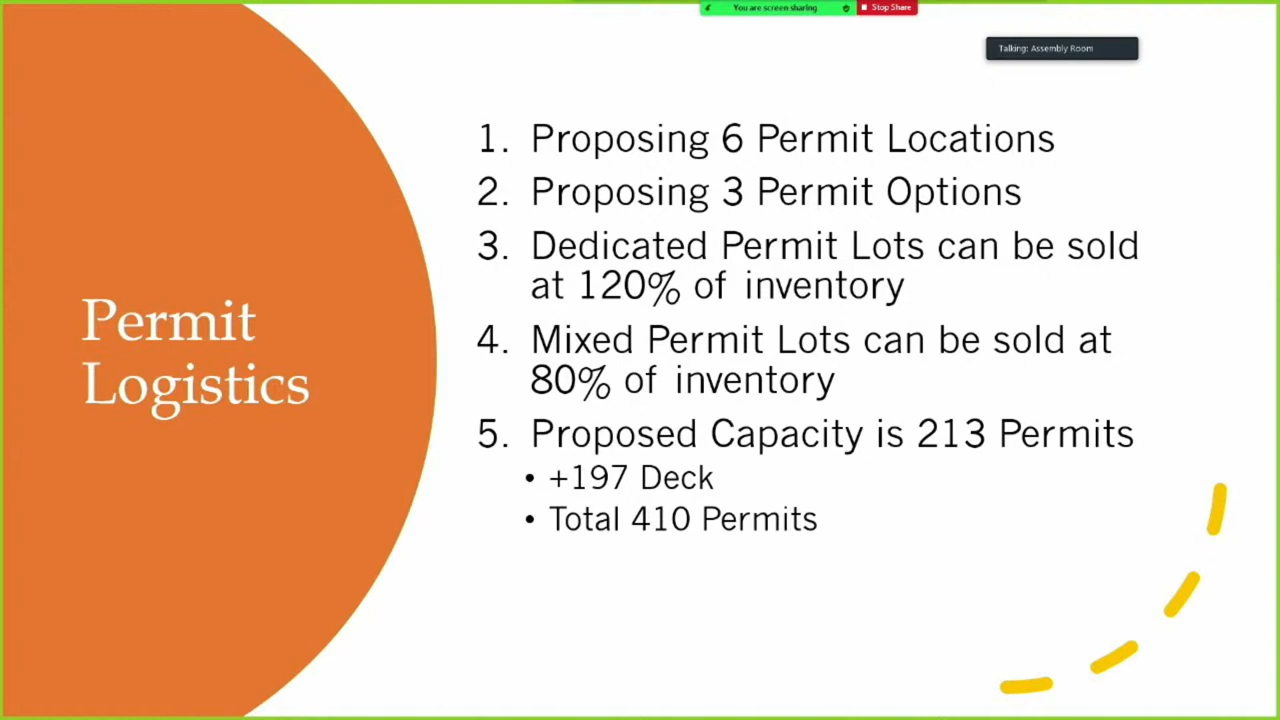 You are screen sharing
Stop Share
Talking: Assembly Room
Permit
Logistics
1. Proposing 6 Permit Locations
2. Proposing 3 Permit Options
3. Dedicated Permit Lots can be sold
at 120% of inventory
4. Mixed Permit Lots can be sold at
80% of inventory
5. Proposed Capacity is 213 Permits
• +197 Deck
• Total 410 Permits